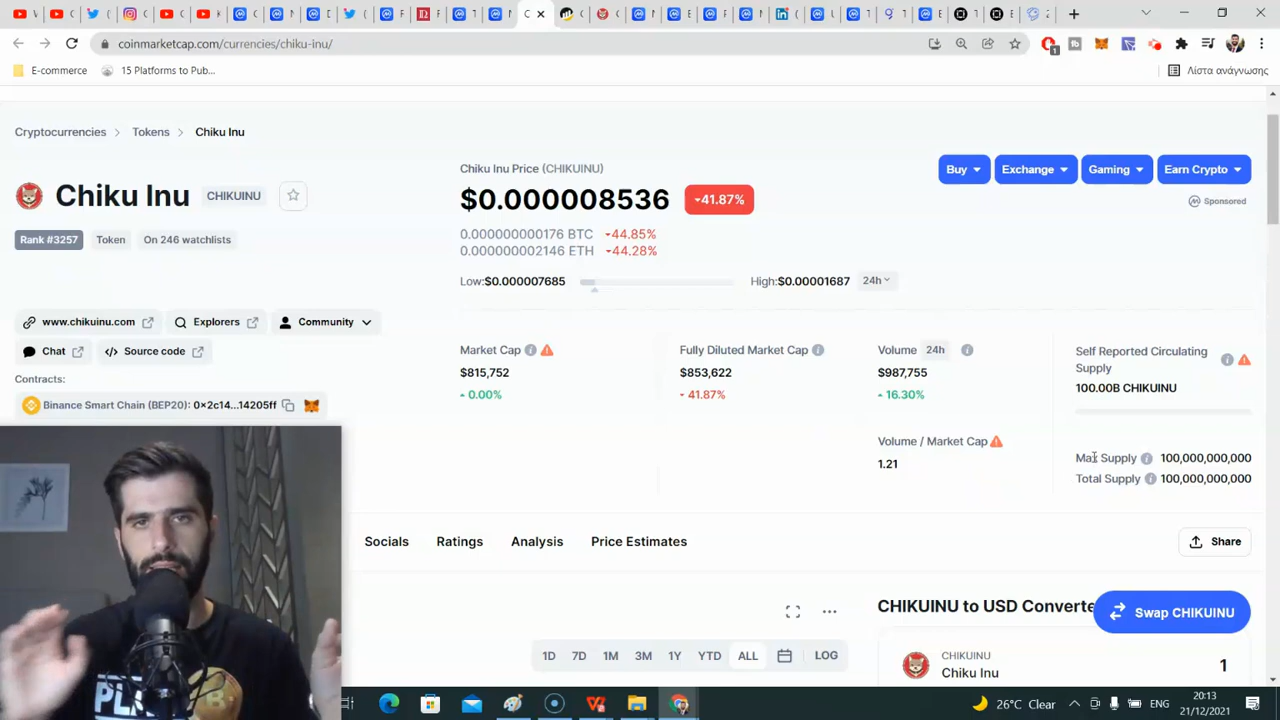 coinmarketcap.com/currencies/chiku-inu/
E-commerce
15 Platforms to Pub...
Λίστα ανάγνωσης
Cryptocurrencies > Tokens > Chiku Inu
Chiku Inu CHIKUINU
Rank #3257 Token On 246 watchlists
www.chikuinu.com Explorers Community
Chat Source code
Contracts:
Binance Smart Chain (BEP20): 0×2c14...14205ff
Chiku Inu Price (CHIKUINU)
$0.000008536 41.87%
0.000000000176 BTC 44.85%
0.000000002146 ETH 44.28%
Low:$0.000007685 High:$0.00001687 24h
Buy Exchange Gaming Earn Crypto
Sponsored
Market Cap
$815,752
0.00%
Fully Diluted Market Cap
$853,622
41.87%
Volume 24h
$987,755
16.30%
Volume / Market Cap
1.21
Self Reported Circulating
Supply
100.00B CHIKUINU
Max Supply 100,000,000,000
Total Supply 100,000,000,000
Socials Ratings Analysis Price Estimates
Share
1D 7D 1M 3M 1Y YTD ALL LOG
CHIKUINU to USD Converte
Swap CHIKUINU
CHIKUINU
Chiku Inu
1
26°C Clear
ENG
20:13
21/12/2021